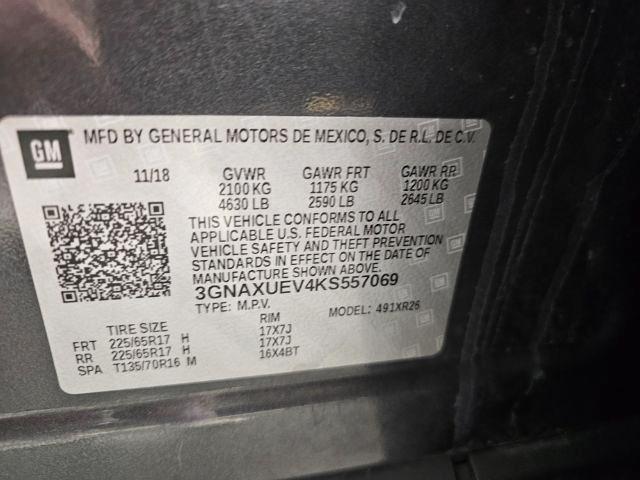 GM
MFD BY GENERAL MOTORS DE MEXICO, S. DE R.L. DE C.V.
11/18 GVWR GAWR FRT GAWR RR
2100 KG 1175 KG 1200 KG
4630 LB 2590 LB 2645 LB
THIS VEHICLE CONFORMS TO ALL
APPLICABLE U.S. FEDERAL MOTOR
VEHICLE SAFETY AND THEFT PREVENTION
STANDARDS IN EFFECT ON THE DATE OF
MANUFACTURE SHOWN ABOVE.
3GNAXUEV4KS557069
TYPE: M.P.V. MODEL: 491XR26
TIRE SIZE RIM
FRT 225/65R17 H 17X7J
RR 225/65R17 H 17X7J
SPA T135/70R16 M 16X4BT